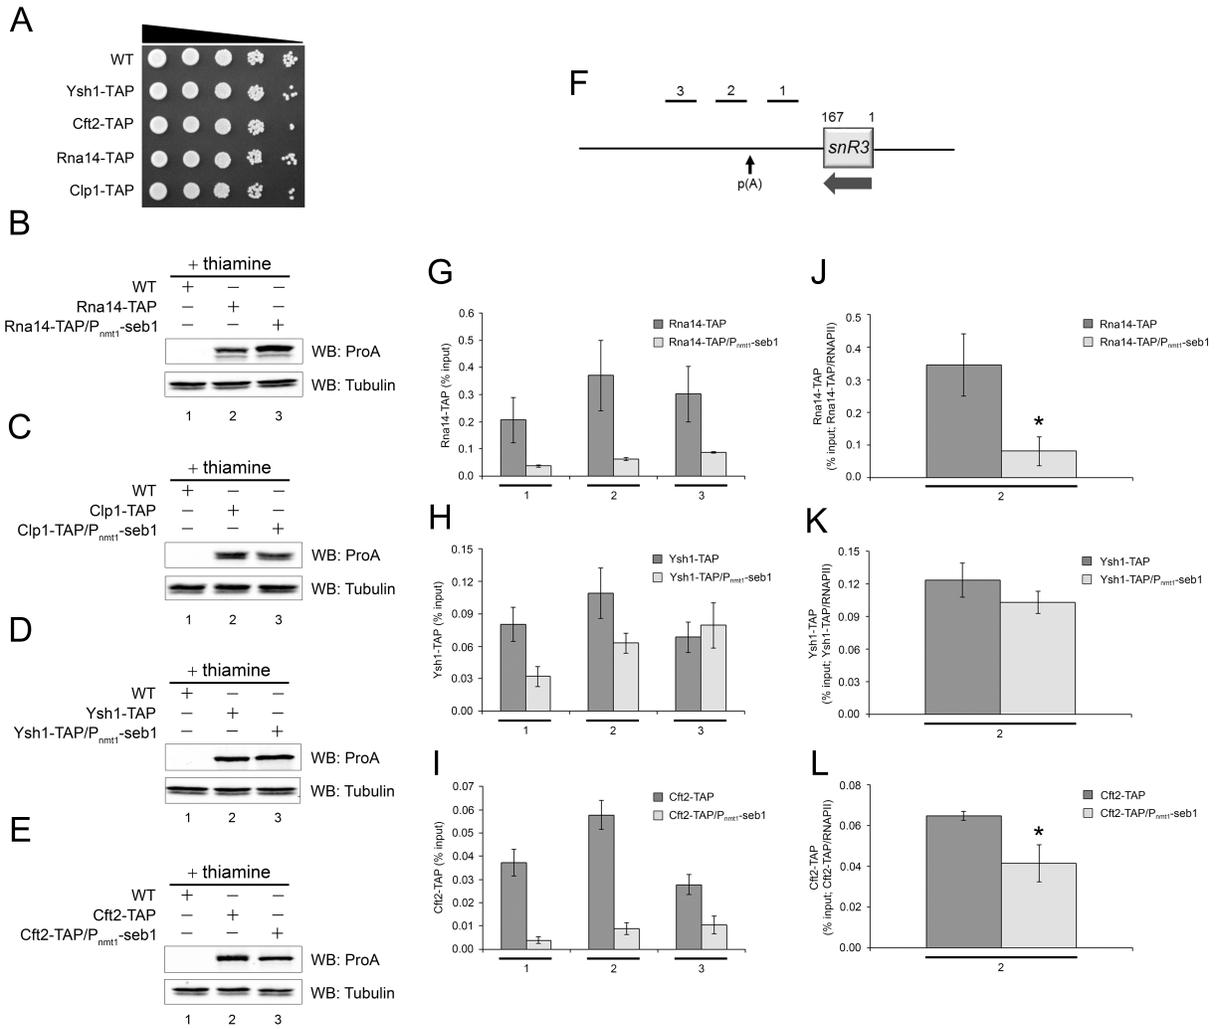 A
WT
Ysh1-TAP
Cft2-TAP
Rna14-TAP
Clp1-TAP
B
+ thiamine
WT + − −
Rna14-TAP − + −
Rna14-TAP/Pnmt1-seb1 − − +
WB: ProA
WB: Tubulin
1 2 3
C
+ thiamine
WT + − −
Clp1-TAP − + −
Clp1-TAP/Pnmt1-seb1 − − +
WB: ProA
WB: Tubulin
1 2 3
D
+ thiamine
WT + − −
Ysh1-TAP − + −
Ysh1-TAP/Pnmt1-seb1 − − +
WB: ProA
WB: Tubulin
1 2 3
E
+ thiamine
WT + − −
Cft2-TAP − + −
Cft2-TAP/Pnmt1-seb1 − − +
WB: ProA
WB: Tubulin
1 2 3
F
3 2 1
167 1
snR3
p(A)
G
Rna14-TAP (% input)
0.6
0.5
0.4
0.3
0.2
0.1
0.0
Rna14-TAP
Rna14-TAP/Pnmt1-seb1
1 2 3
H
Ysh1-TAP (% input)
0.15
0.12
0.09
0.06
0.03
0.00
Ysh1-TAP
Ysh1-TAP/Pnmt1-seb1
1 2 3
I
Cft2-TAP (% input)
0.07
0.06
0.05
0.04
0.03
0.02
0.01
0.00
Cft2-TAP
Cft2-TAP/Pnmt1-seb1
1 2 3
J
Rna14-TAP
(% input; Rna14-TAP/RNAPII)
0.5
0.4
0.3
0.2
0.1
0.0
Rna14-TAP
Rna14-TAP/Pnmt1-seb1
*
2
K
Ysh1-TAP
(% input; Ysh1-TAP/RNAPII)
0.15
0.12
0.09
0.06
0.03
0.00
Ysh1-TAP
Ysh1-TAP/Pnmt1-seb1
2
L
Cft2-TAP
(% input; Cft2-TAP/RNAPII)
0.08
0.06
0.04
0.02
0.00
Cft2-TAP
Cft2-TAP/Pnmt1-seb1
*
2